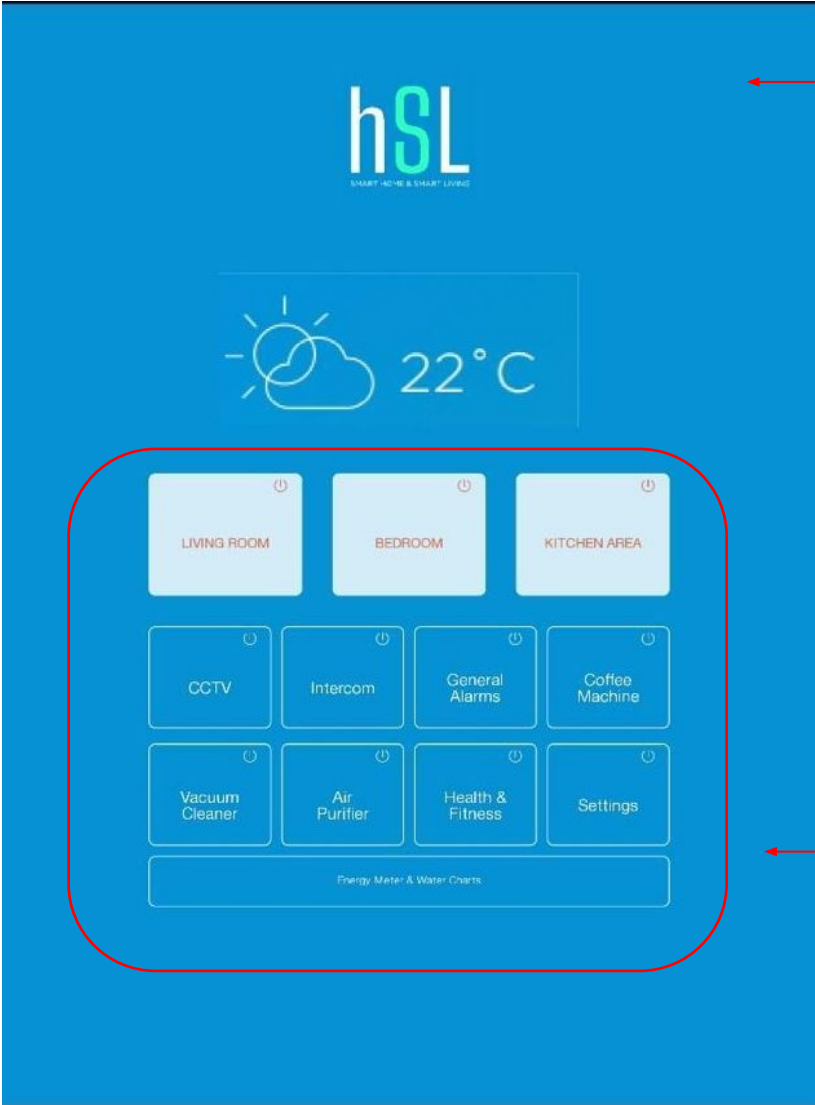 hSL
SMART HOME & SMART LIVING
22°C
LIVING ROOM
BEDROOM
KITCHEN AREA
CCTV
Intercom
General
Alarms
Coffee
Machine
Vacuum
Cleaner
Air
Purifier
Health &
Fitness
Settings
Energy Meter & Water Charts